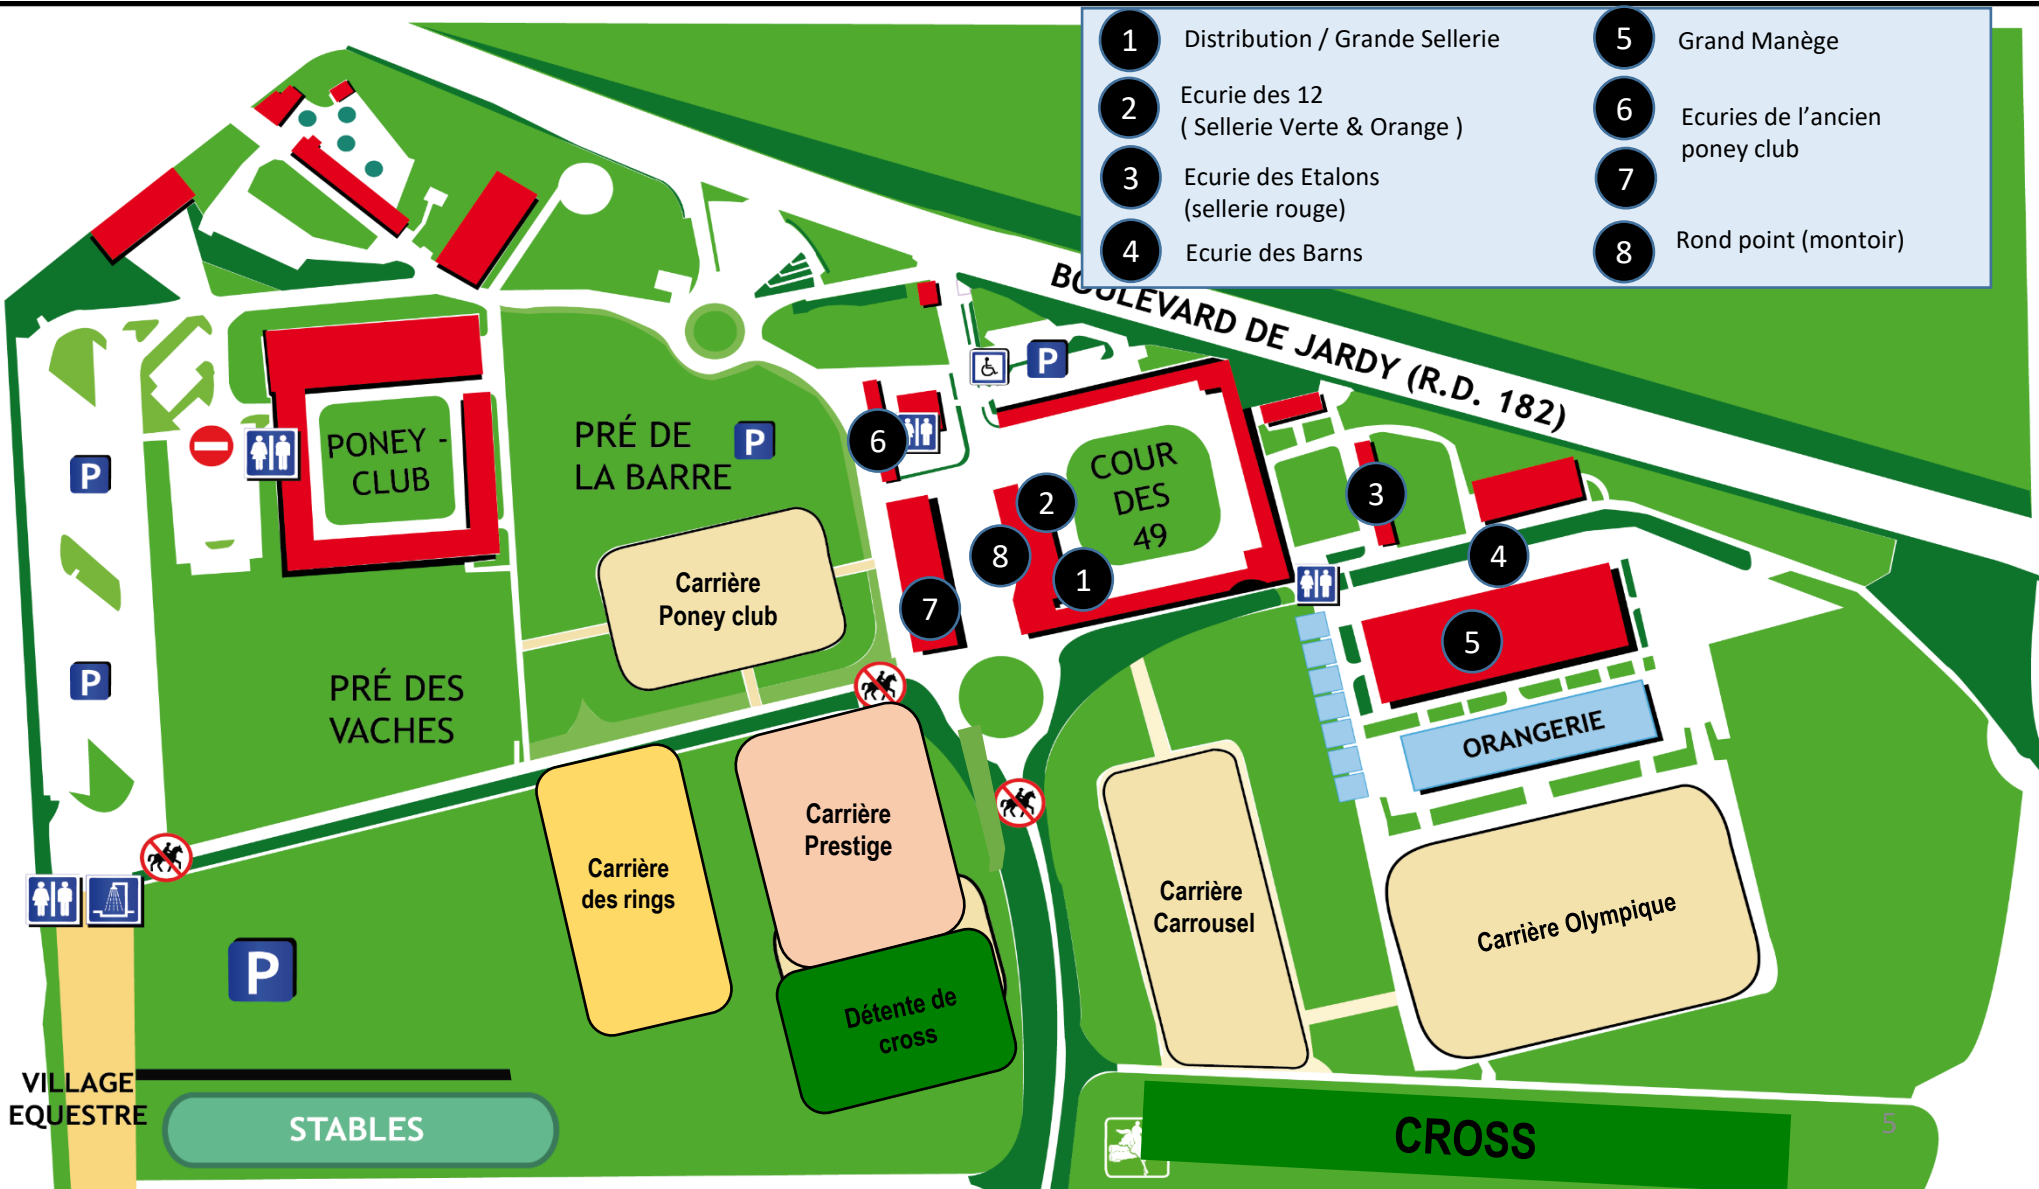 1 Distribution / Grande Sellerie
2 Ecurie des 12
( Sellerie Verte & Orange )
3 Ecurie des Etalons
(sellerie rouge)
4 Ecurie des Barns
5 Grand Manège
6 Ecuries de l’ancien
poney club
7
8 Rond point (montoir)
BOULEVARD DE JARDY (R.D. 182)
P
PONEY -
CLUB
P
PRÉ DE
LA BARRE
P
6
COUR
DES
49
2
8
1
7
3
4
5
Carrière
Poney club
P
PRÉ DES
VACHES
ORANGERIE
Carrière
des rings
Carrière
Prestige
Détente de
cross
Carrière
Carrousel
Carrière Olympique
P
VILLAGE
EQUESTRE
STABLES
CROSS
5